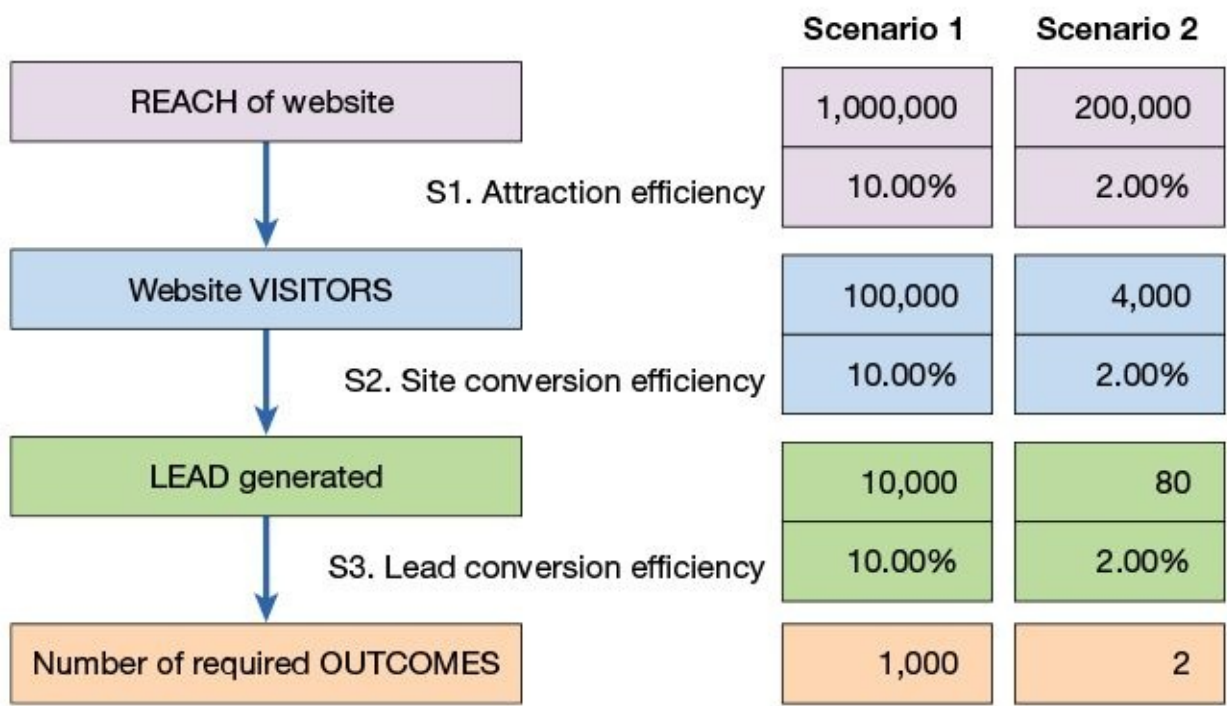 Scenario 1 Scenario 2
REACH of website 1,000,000 200,000
S1. Attraction efficiency 10.00% 2.00%
Website VISITORS 100,000 4,000
S2. Site conversion efficiency 10.00% 2.00%
LEAD generated 10,000 80
S3. Lead conversion efficiency 10.00% 2.00%
Number of required OUTCOMES 1,000 2